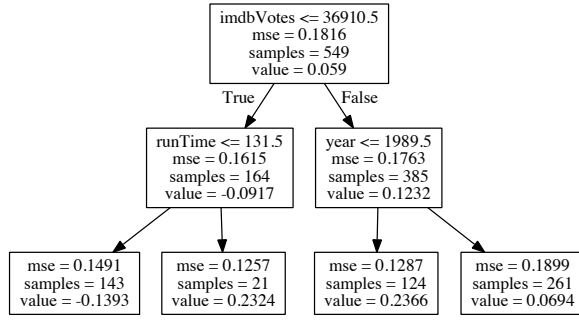 imdbVotes <= 36910.5
mse = 0.1816
samples = 549
value = 0.059
True
False
runTime <= 131.5
mse = 0.1615
samples = 164
value = -0.0917
year <= 1989.5
mse = 0.1763
samples = 385
value = 0.1232
mse = 0.1491
samples = 143
value = -0.1393
mse = 0.1257
samples = 21
value = 0.2324
mse = 0.1287
samples = 124
value = 0.2366
mse = 0.1899
samples = 261
value = 0.0694